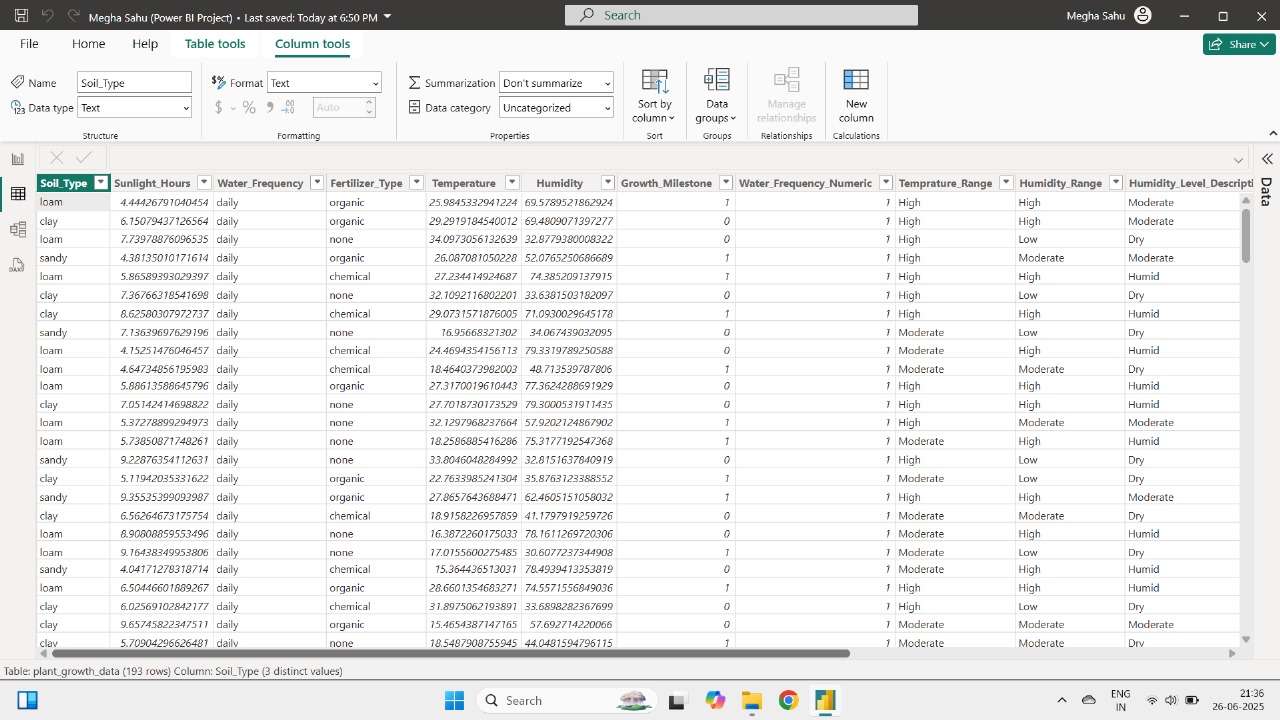 Megha Sahu (Power BI Project) • Last saved: Today at 6:50 PM
Search
Megha Sahu
File Home Help Table tools Column tools
Share
Name Soil_Type
Format Text
Summarization Don't summarize
Data type Text
$ % Auto
Data category Uncategorized
Sort by column
Data groups
Manage relationships
New column
Structure Formatting Properties Sort Groups Relationships Calculations
Data
Soil_Type Sunlight_Hours Water_Frequency Fertilizer_Type Temperature Humidity Growth_Milestone Water_Frequency_Numeric Temprature_Range Humidity_Range Humidity_Level_Descripti
loam 4.44426791040454 daily organic 25.9845332941224 69.5789521862924 1 1 High High Moderate
clay 6.15079437126564 daily organic 29.2919184540012 69.4809071397277 0 1 High High Moderate
loam 7.73978876096535 daily none 34.0973056132639 32.8779380008322 0 1 High Low Dry
sandy 4.38135010171614 daily organic 26.087081050228 52.0765250686689 1 1 High Moderate Moderate
loam 5.86589393029397 daily chemical 27.234414924687 74.385209137915 1 1 High High Humid
clay 7.36766318541698 daily none 32.1092116802201 33.6381503182097 0 1 High Low Dry
clay 8.62580307972737 daily chemical 29.0731571876005 71.0930029645178 1 1 High High Humid
sandy 7.13639697629196 daily none 16.95668321302 34.067439032095 0 1 Moderate Low Dry
loam 4.15251476046457 daily chemical 24.4694354156113 79.3319789250588 0 1 Moderate High Humid
loam 4.64734856195983 daily chemical 18.4640373982003 48.713539787806 1 1 Moderate Moderate Dry
loam 5.88613588645796 daily organic 27.3170019610443 77.3624288691929 0 1 High High Humid
clay 7.05142414698822 daily none 27.7018730173529 79.3000531911435 0 1 High High Humid
loam 5.37278899294973 daily none 32.1297968237664 57.9202124867902 1 1 High Moderate Moderate
loam 5.73850871748261 daily none 18.2586885416286 75.3177192547368 1 1 Moderate High Humid
sandy 9.22876354112631 daily none 33.8046048284992 32.8151637840919 0 1 High Low Dry
clay 5.11942035331622 daily organic 22.7633985241304 35.8763123388552 1 1 Moderate Low Dry
sandy 9.35535399093987 daily organic 27.8657643688471 62.4605151058032 1 1 High High Moderate
clay 6.56264673175754 daily chemical 18.9158226957859 41.1797919259726 0 1 Moderate Moderate Dry
loam 8.90808859553496 daily none 16.3872260175033 78.1611269720306 0 1 Moderate High Humid
loam 9.16438349953806 daily none 17.0155600275485 30.6077237344908 1 1 Moderate Low Dry
sandy 4.04171278318714 daily chemical 15.364436513031 78.4939413353819 0 1 Moderate High Humid
loam 6.50446601889267 daily organic 28.6601354683271 74.5571556849036 1 1 High High Humid
clay 6.02569102842177 daily chemical 31.8975062193891 33.6898282367699 0 1 High Low Dry
clay 9.65745822347511 daily organic 15.4654387147165 57.692714220066 0 1 Moderate Moderate Moderate
clay 5.70904296626481 daily none 18.5487908755945 44.0481594796115 1 1 Moderate Moderate Dry
Table: plant_growth_data (193 rows) Column: Soil_Type (3 distinct values)
Search
ENG
IN
21:36
26-06-2025